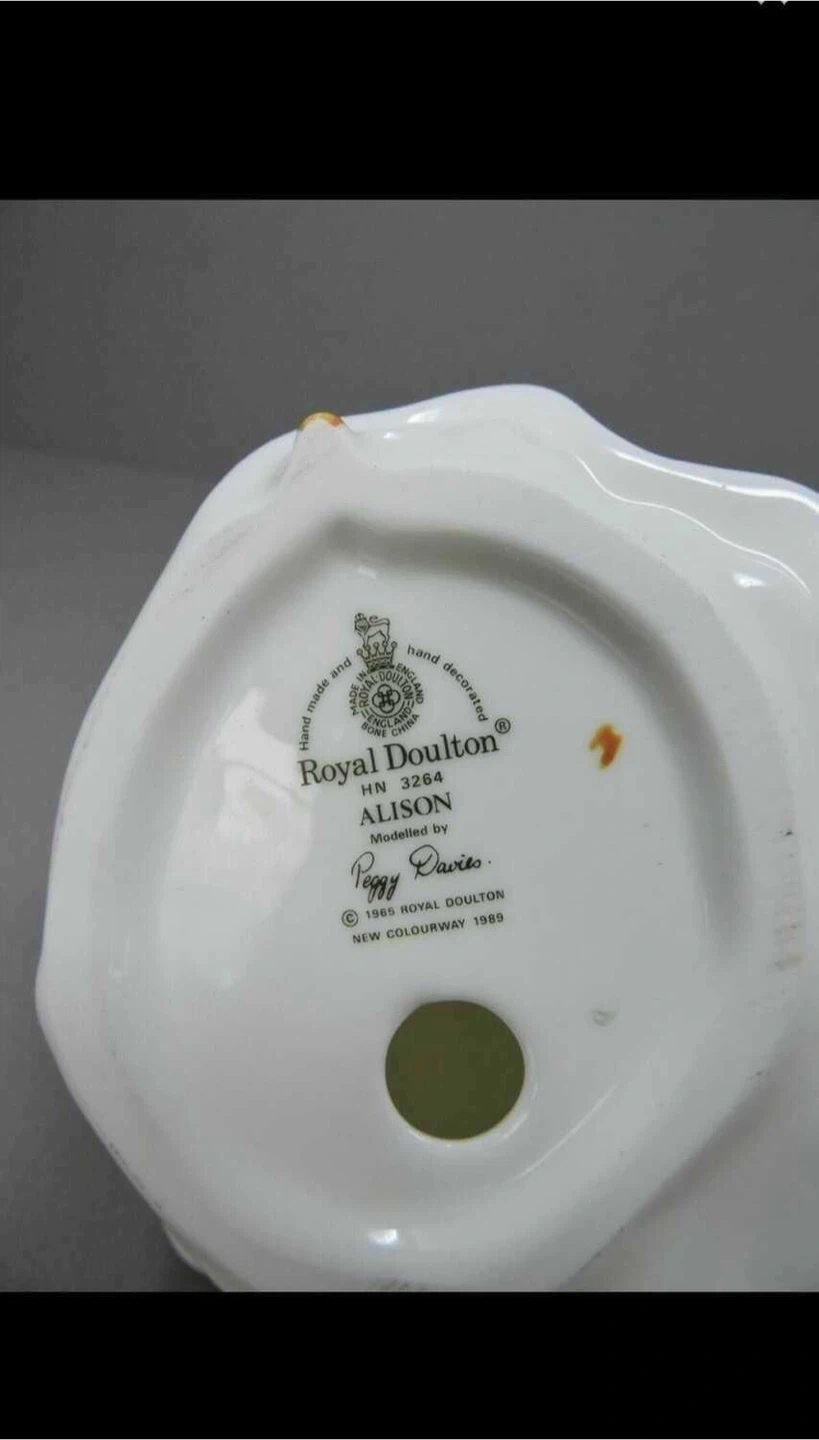 Hand made and hand decorated
MADE IN ENGLAND
ROYAL DOULTON
ENGLAND
BONE CHINA
Royal Doulton®
HN 3264
ALISON
Modelled by
Peggy Davies.
© 1965 ROYAL DOULTON
NEW COLOURWAY 1989